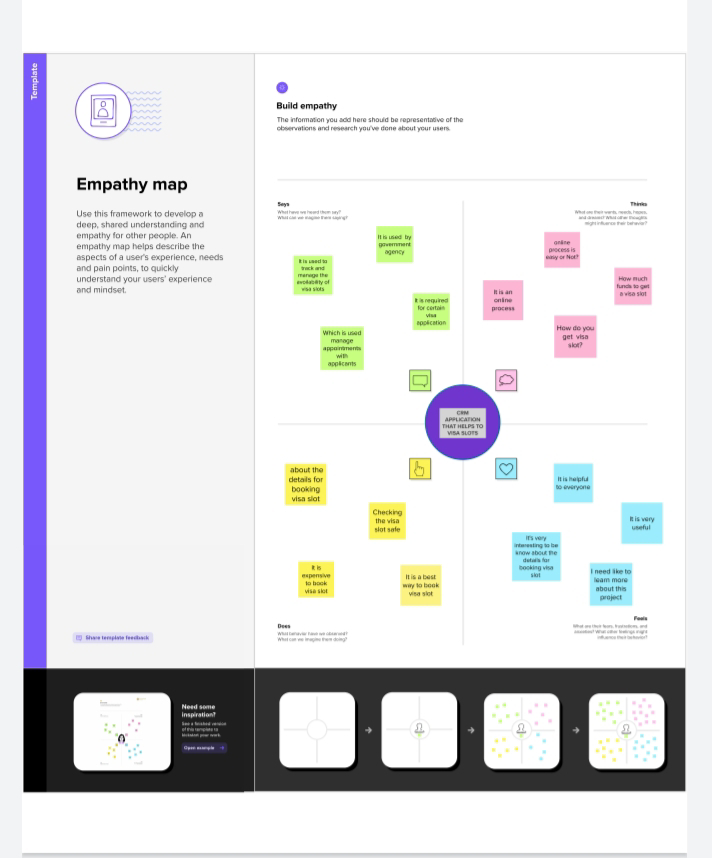 Template
Empathy map
Use this framework to develop a
deep, shared understanding and
empathy for other people. An
empathy map helps describe the
aspects of a user's experience, needs
and pain points, to quickly
understand your users' experience
and mindset.
Share template feedback
Build empathy
The information you add here should be representative of the
observations and research you've done about your users.
Says
What have we heard them say?
What can we imagine them saying?
Thinks
What are their wants, needs, hopes,
and dreams? What other thoughts
might influence their behavior?
It is used by
government
agency
It is used to
track and
manage the
availability of
visa slots
It is required
for certain
visa
application
Which is used
manage
appointments
with
applicants
online
process is
easy or Not?
How much
funds to get
a visa slot
It is an
online
process
How do you
get visa
slot?
CRM
APPLICATION
THAT HELPS TO
VISA SLOTS
about the
details for
booking
visa slot
Checking
the visa
slot safe
It is
expensive
to book
visa slot
It is a best
way to book
visa slot
It is helpful
to everyone
It is very
useful
It's very
interesting to be
know about the
details for
booking visa
slot
I need like to
learn more
about this
project
Does
What behavior have we observed?
What can we imagine them doing?
Feels
What are their fears, frustrations, and
anxieties? What other feelings might
influence their behavior?
Need some
inspiration?
See a finished version
of this template to
kickstart your work.
Open example